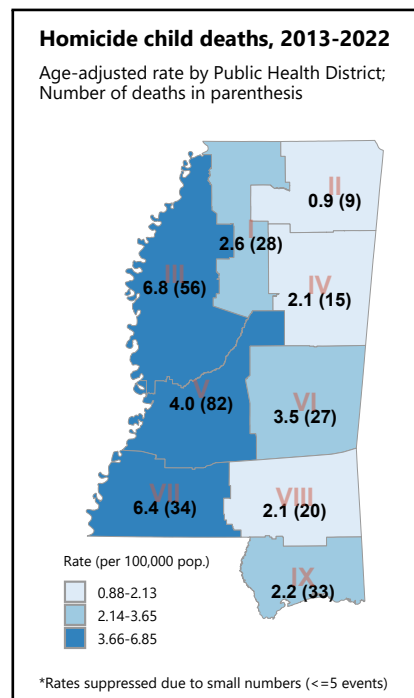 Homicide child deaths, 2013-2022
Age-adjusted rate by Public Health District;
Number of deaths in parenthesis
II
0.9 (9)
I
2.6 (28)
III
6.8 (56)
IV
2.1 (15)
V
4.0 (82)
VI
3.5 (27)
VII
6.4 (34)
VIII
2.1 (20)
IX
2.2 (33)
Rate (per 100,000 pop.)
0.88-2.13
2.14-3.65
3.66-6.85
*Rates suppressed due to small numbers (<=5 events)